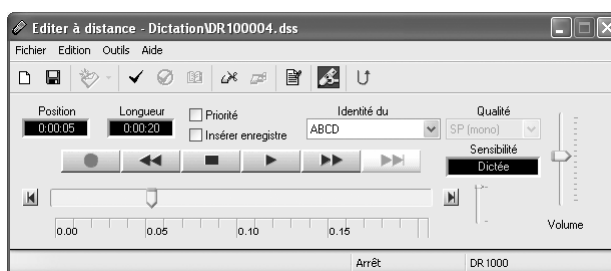 Editer à distance - Dictation\DR100004.dss
Fichier Edition Outils Aide
Position Longueur Priorité Identité du Qualité
0:00:05 0:00:20 Insérer enregistre ABCD SP (mono)
Sensibilité
Dictée
Volume
0.00 0.05 0.10 0.15
Arrêt DR1000